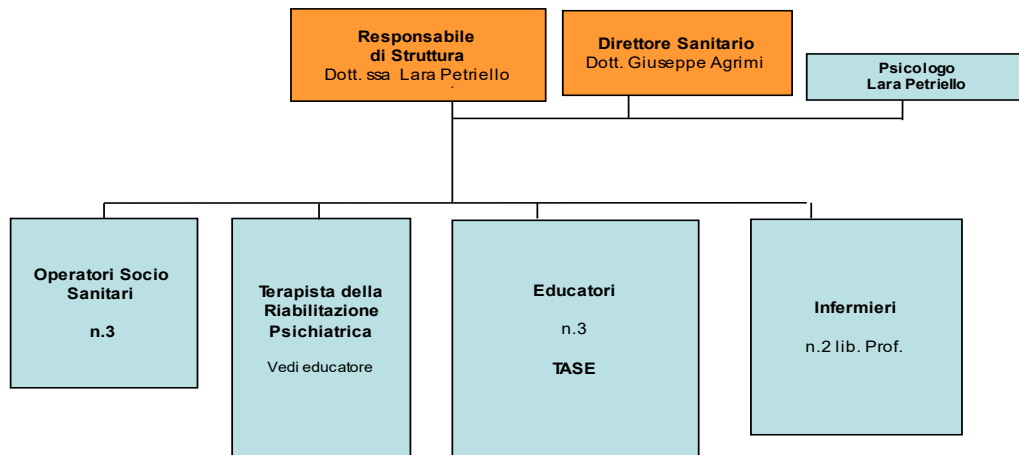 Responsabile
di Struttura
Dott. ssa Lara Petriello
Direttore Sanitario
Dott. Giuseppe Agrimi
Psicologo
Lara Petriello
Operatori Socio
Sanitari
n.3
Terapista della
Riabilitazione
Psichiatrica
Vedi educatore
Educatori
n.3
TASE
Infermieri
n.2 lib. Prof.